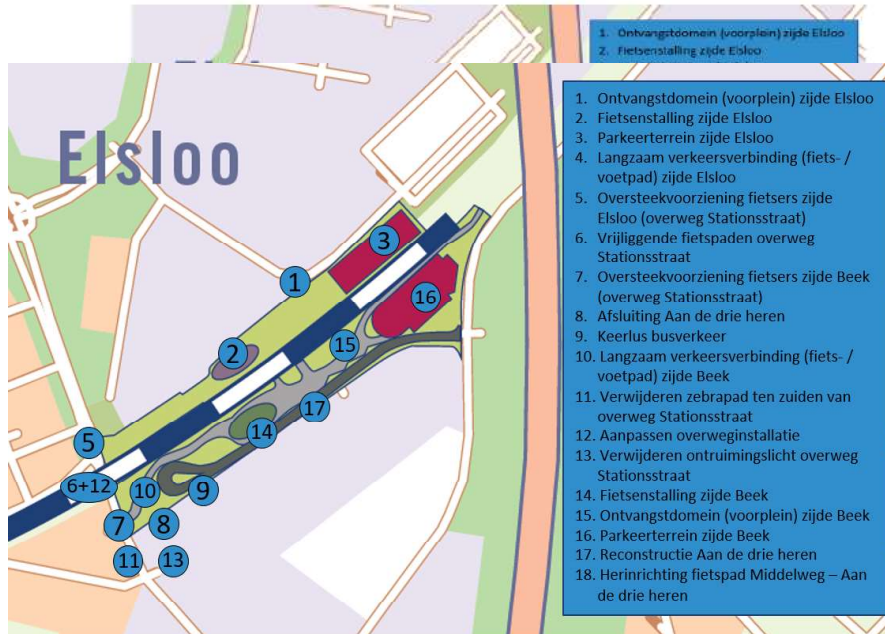 1. Ontvangstdomein (voorplein) zijde Elsloo
2. Fietsenstalling zijde Elsloo
Elsloo
1. Ontvangstdomein (voorplein) zijde Elsloo
2. Fietsenstalling zijde Elsloo
3. Parkeerterrein zijde Elsloo
4. Langzaam verkeersverbinding (fiets- /
voetpad) zijde Elsloo
5. Oversteekvoorziening fietsers zijde
Elsloo (overweg Stationsstraat)
6. Vrijliggende fietspaden overweg
Stationsstraat
7. Oversteekvoorziening fietsers zijde Beek
(overweg Stationsstraat)
8. Afsluiting Aan de drie heren
9. Keerlus busverkeer
10. Langzaam verkeersverbinding (fiets- /
voetpad) zijde Beek
11. Verwijderen zebrapad ten zuiden van
overweg Stationsstraat
12. Aanpassen overweginstallatie
13. Verwijderen ontruimingslicht overweg
Stationsstraat
14. Fietsenstalling zijde Beek
15. Ontvangstdomein (voorplein) zijde Beek
16. Parkeerterrein zijde Beek
17. Reconstructie Aan de drie heren
18. Herinrichting fietspad Middelweg – Aan
de drie heren
3
1
16
15
2
17
14
5
6+12
10
9
7
8
11
13